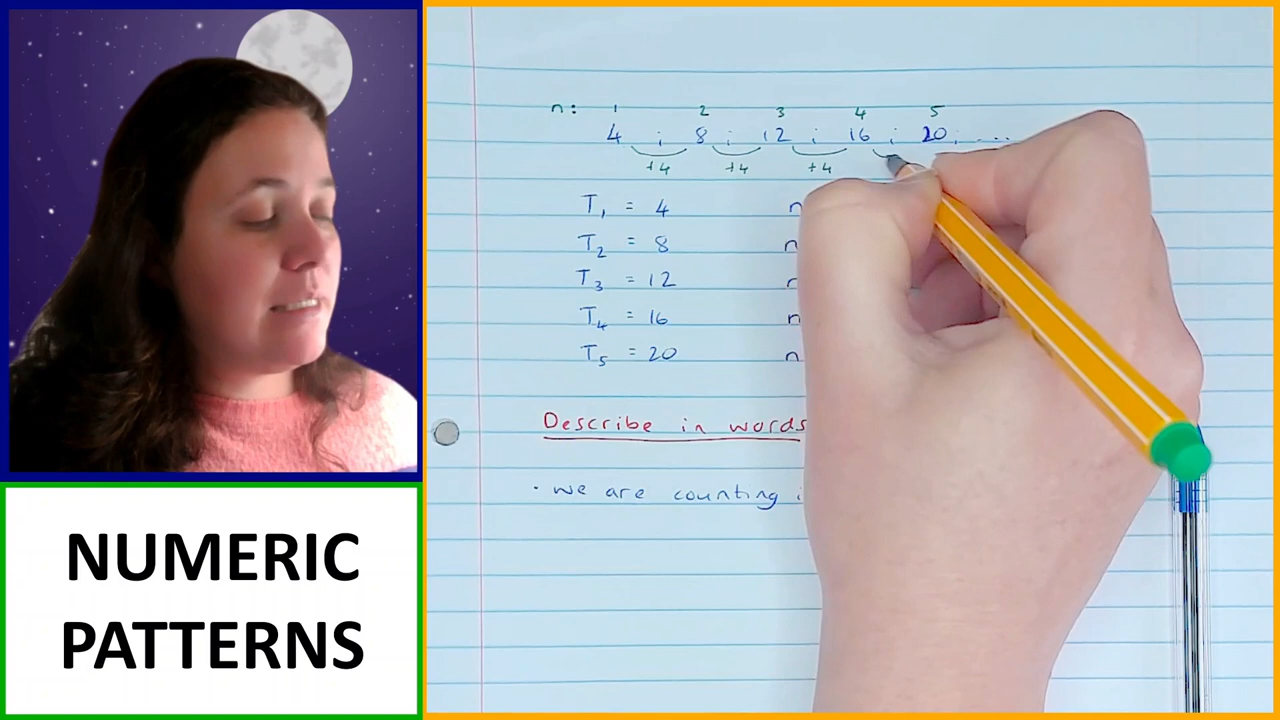 NUMERIC
PATTERNS
n: 1 2 3 4 5
4 ; 8 ; 12 ; 16 ; 20 ; ....
+4 +4 +4
T₁ = 4 n
T₂ = 8 n
T₃ = 12
T₄ = 16 n
T₅ = 20 n
Describe in words
· we are counting i